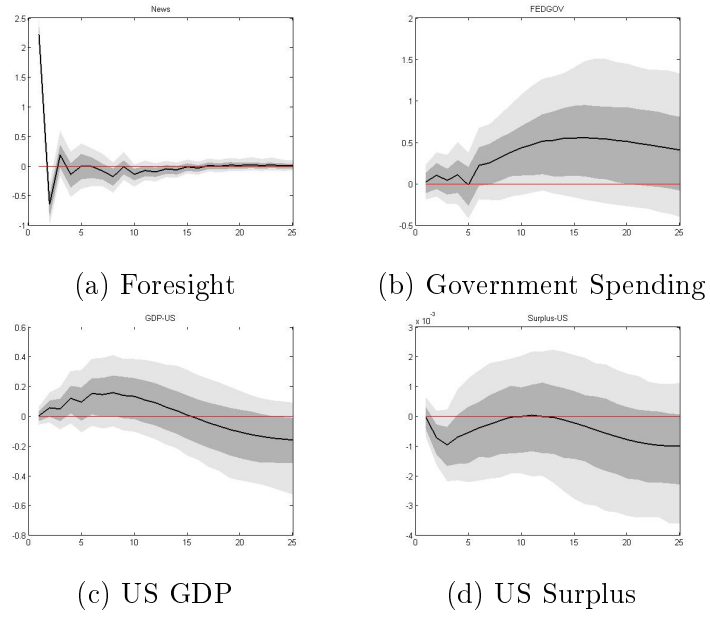 News
2.5
2
1.5
1
0.5
0
-0.5
-1
0 5 10 15 20 25
(a) Foresight
FEDGOV
2
1.5
1
0.5
0
-0.5
0 5 10 15 20 25
(b) Government Spending
GDP-US
0.6
0.4
0.2
0
-0.2
-0.4
-0.6
-0.8
0 5 10 15 20 25
(c) US GDP
Surplus-US
x 10⁻³
3
2
1
0
-1
-2
-3
-4
0 5 10 15 20 25
(d) US Surplus